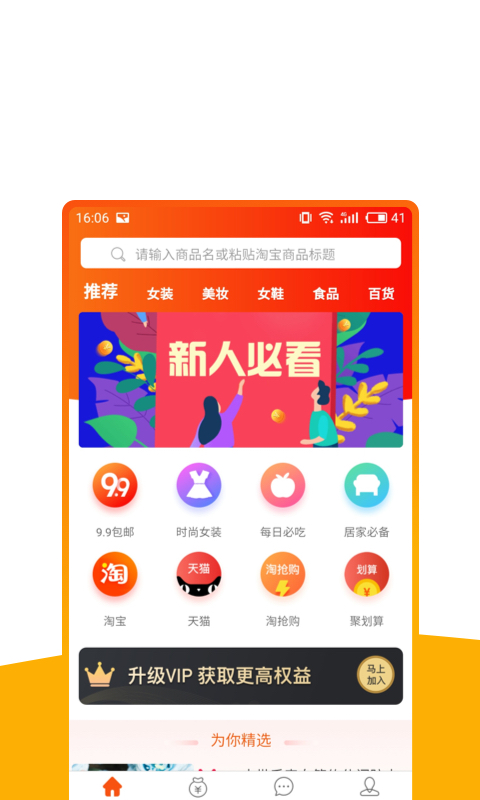 16:06 4G 41
请输入商品名或粘贴淘宝商品标题
推荐 女装 美妆 女鞋 食品 百货
新人必看
9.9
9.9包邮 时尚女装 每日必吃 居家必备
淘 天猫 淘抢购 划算
淘宝 天猫 淘抢购 聚划算
升级VIP 获取更高权益 马上
加入
为你精选